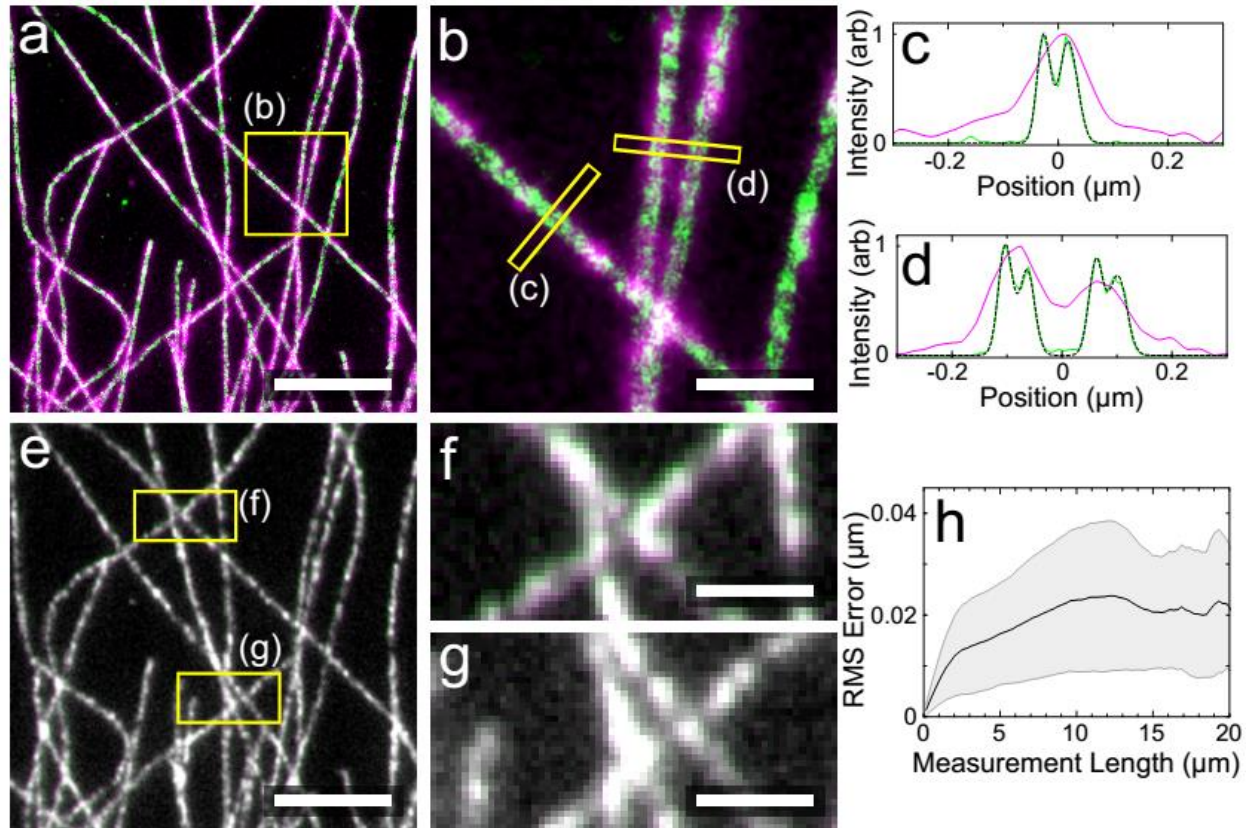 a
(b)
b
(c)
(d)
c
Intensity (arb)
1
0
-0.2
0
0.2
Position (µm)
d
Intensity (arb)
1
0
-0.2
0
0.2
Position (µm)
e
(f)
(g)
f
g
h
RMS Error (µm)
0.04
0.02
0
0
5
10
15
20
Measurement Length (µm)